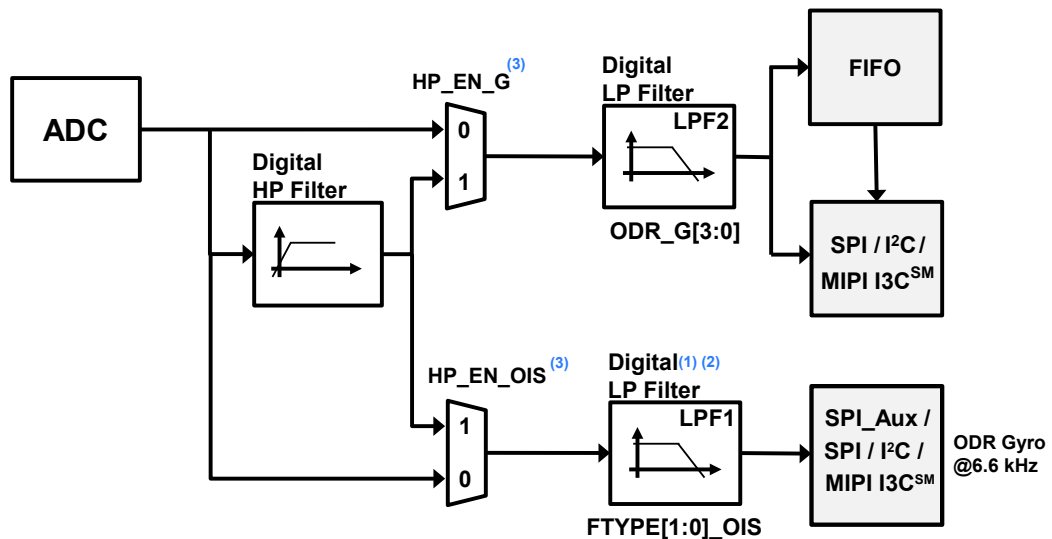 ADC
HP_EN_G(3)
0
1
Digital
HP Filter
Digital
LP Filter
LPF2
ODR_G[3:0]
FIFO
SPI / I²C /
MIPI I3Cˢᴹ
HP_EN_OIS(3)
1
0
Digital(1) (2)
LP Filter
LPF1
FTYPE[1:0]_OIS
SPI_Aux /
SPI / I²C /
MIPI I3Cˢᴹ
ODR Gyro
@6.6 kHz